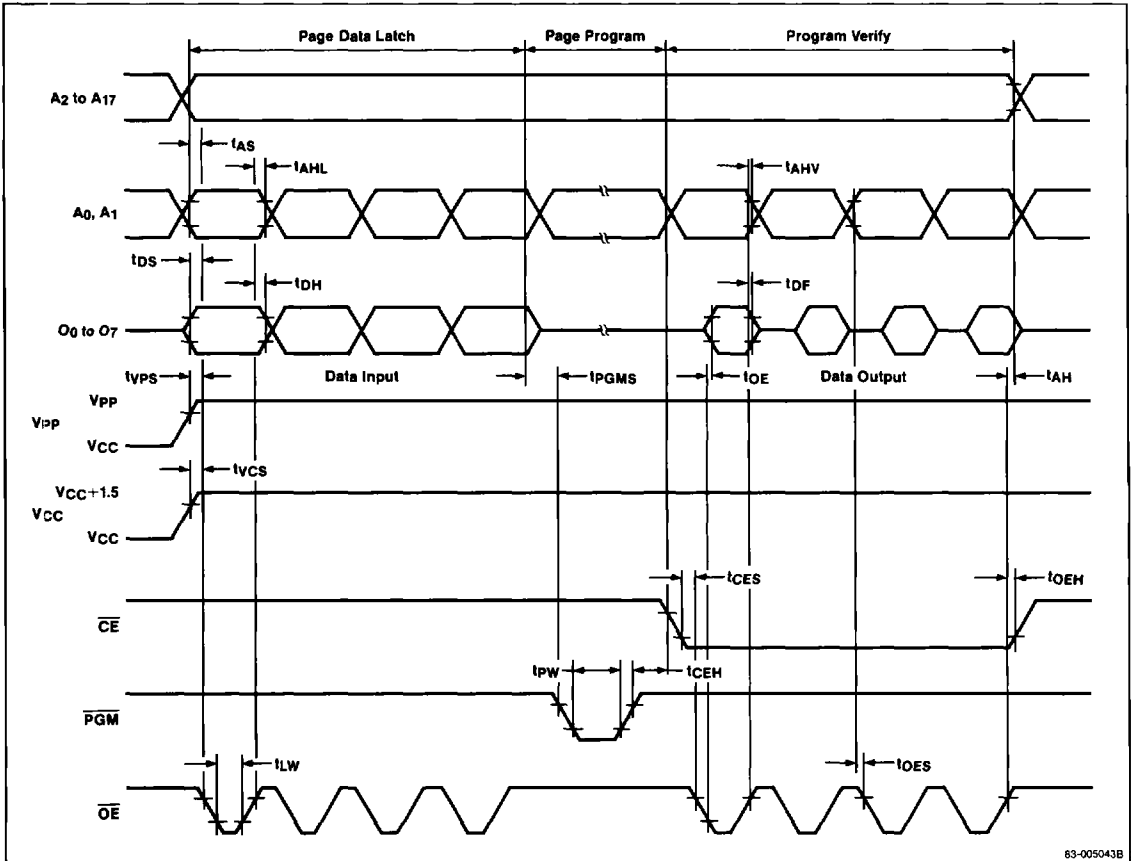 Page Data Latch Page Program Program Verify
A2 to A17
tAS
tAHL tAHV
A0, A1
tDS
tDH tDF
O0 to O7
tVPS Data Input tPGMS tOE Data Output tAH
VPP
VPP
VCC
tVCS
VCC+1.5
VCC
VCC
tCES tOEH
CE
tPW tCEH
PGM
tLW tOES
OE
83-005043B